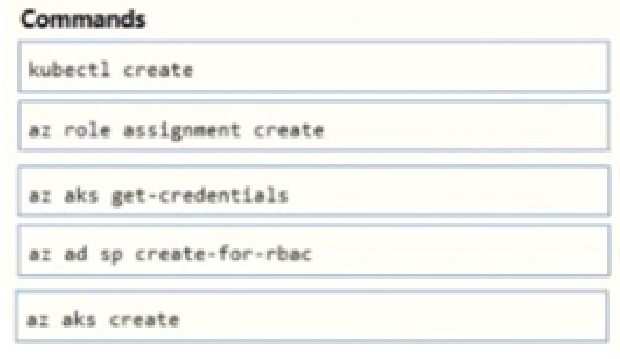 Commands
kubectl create
az role assignment create
az aks get-credentials
az ad sp create-for-rbac
az aks create